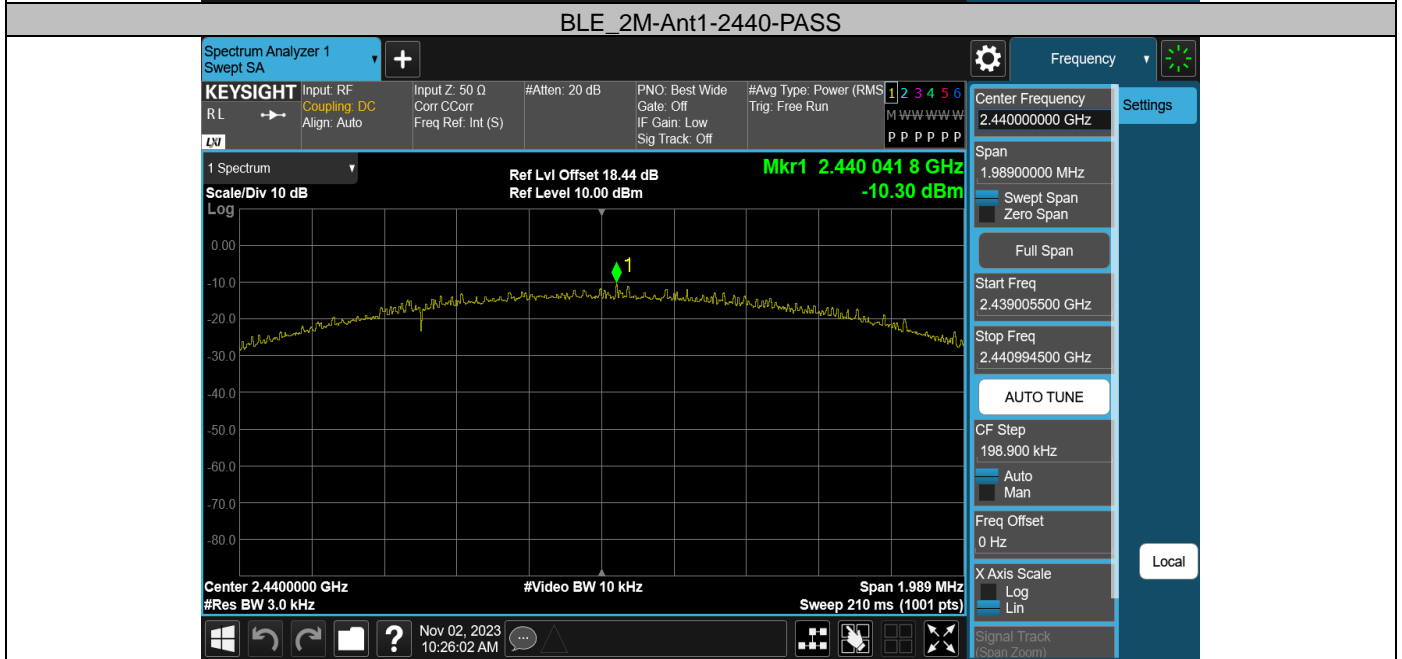 BLE_2M-Ant1-2440-PASS
Spectrum Analyzer 1
Swept SA
Frequency
KEYSIGHT
R L
LXI
Input: RF
Coupling: DC
Align: Auto
Input Z: 50 Ω
Corr CCorr
Freq Ref: Int (S)
#Atten: 20 dB
PNO: Best Wide
Gate: Off
IF Gain: Low
Sig Track: Off
#Avg Type: Power (RMS
Trig: Free Run
1 2 3 4 5 6
M W W W W W
P P P P P P
1 Spectrum
Scale/Div 10 dB
Ref Lvl Offset 18.44 dB
Ref Level 10.00 dBm
Mkr1 2.440 041 8 GHz
-10.30 dBm
Log
1
0.00
-10.0
-20.0
-30.0
-40.0
-50.0
-60.0
-70.0
-80.0
Center 2.4400000 GHz
#Res BW 3.0 kHz
#Video BW 10 kHz
Span 1.989 MHz
Sweep 210 ms (1001 pts)
Center Frequency
2.440000000 GHz
Span
1.98900000 MHz
Swept Span
Zero Span
Full Span
Start Freq
2.439005500 GHz
Stop Freq
2.440994500 GHz
AUTO TUNE
CF Step
198.900 kHz
Auto
Man
Freq Offset
0 Hz
X Axis Scale
Log
Lin
Signal Track
(Span Zoom)
Settings
Local
?
Nov 02, 2023
10:26:02 AM